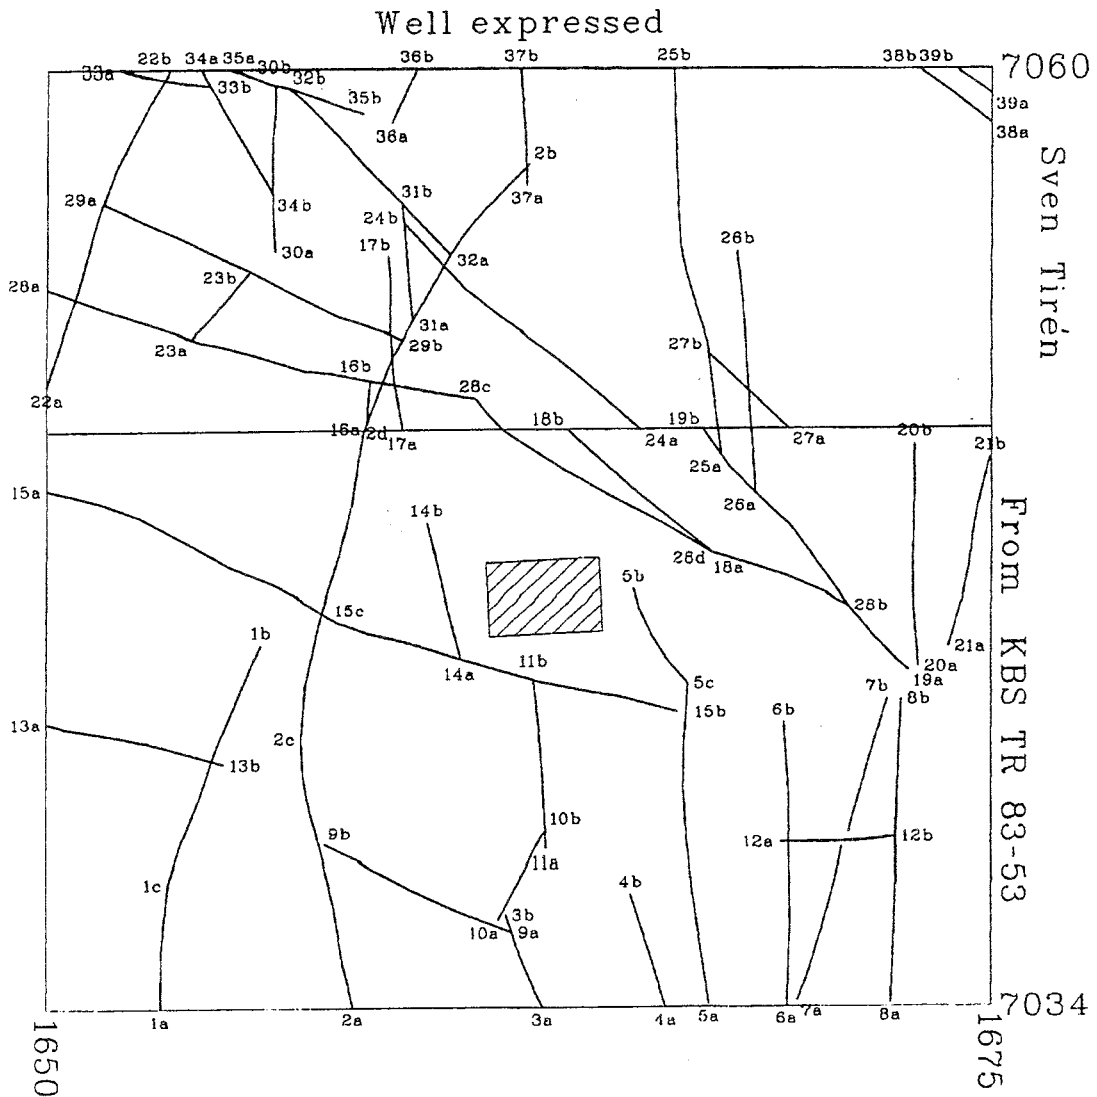 Well expressed
22b 34a 35a 36b 37b 25b 38b 39b
7060
33a 30b
33b 32b
35b
39a
36a
38a
2b
29a
31b
37a
34b
24b
17b
26b
30a
32a
23b
28a
31a
29b
27b
23a
16b
28c
22a
18b
19b
16a 2d
17a
24a
27a
20b
21b
25a
15a
26a
14b
28d
18a
5b
28b
15c
1b
21a
20a
14a
11b
19a
5c
7b
8b
15b
6b
13a
2c
13b
10b
9b
12a
12b
11a
1c
4b
3b
10a
9a
7034
1a
2a
3a
4a
5a
6a
7a
8a
1650
1675
Sven Tirén
From KBS TR 83-53